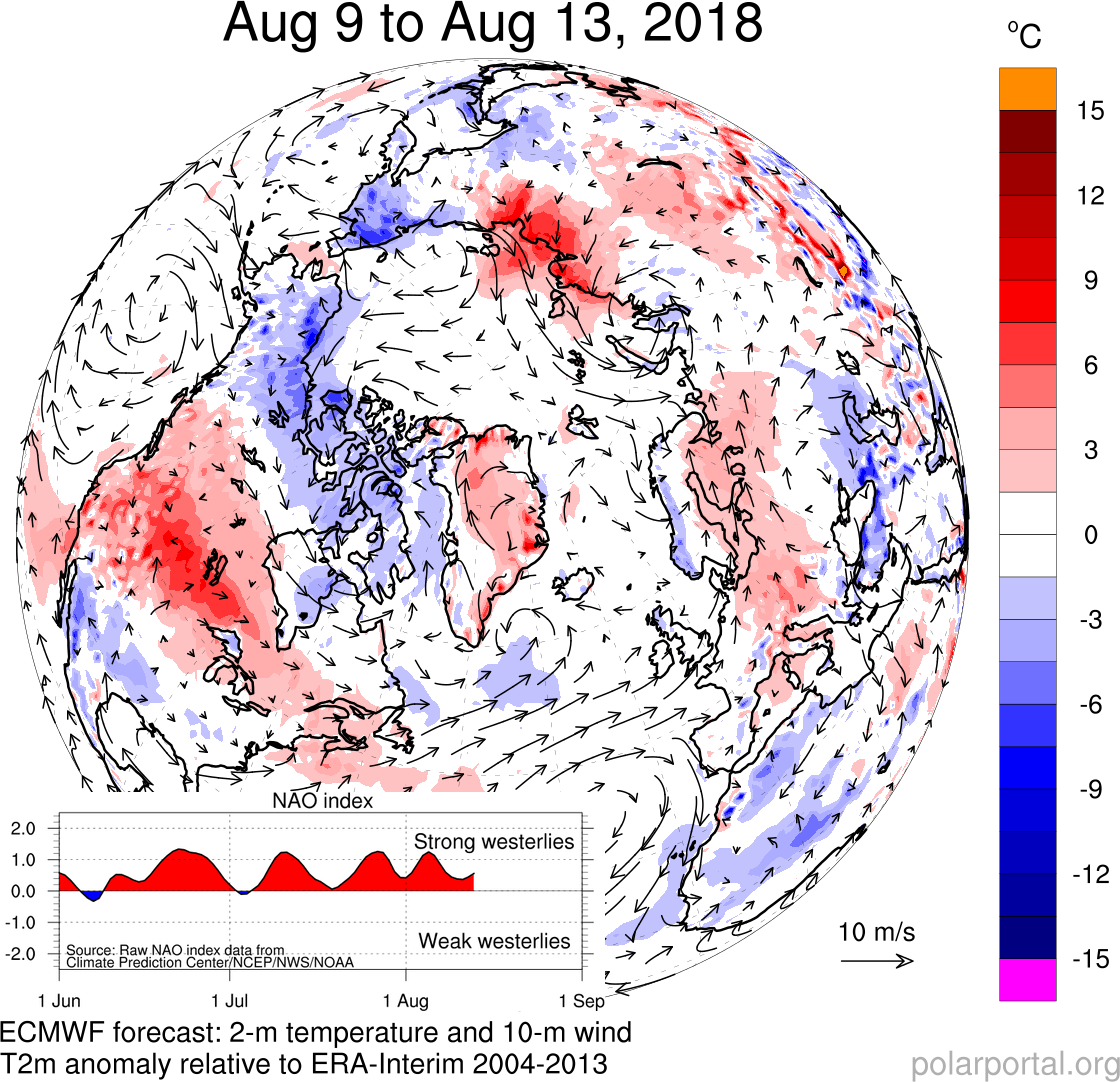 Aug 9 to Aug 13, 2018
°C
15
12
9
6
3
0
-3
-6
-9
-12
-15
10 m/s
NAO index
2.0
1.0
0.0
-1.0
-2.0
Strong westerlies
Weak westerlies
Source: Raw NAO index data from
Climate Prediction Center/NCEP/NWS/NOAA
1 Jun 1 Jul 1 Aug 1 Sep
ECMWF forecast: 2-m temperature and 10-m wind
T2m anomaly relative to ERA-Interim 2004-2013
polarportal.org